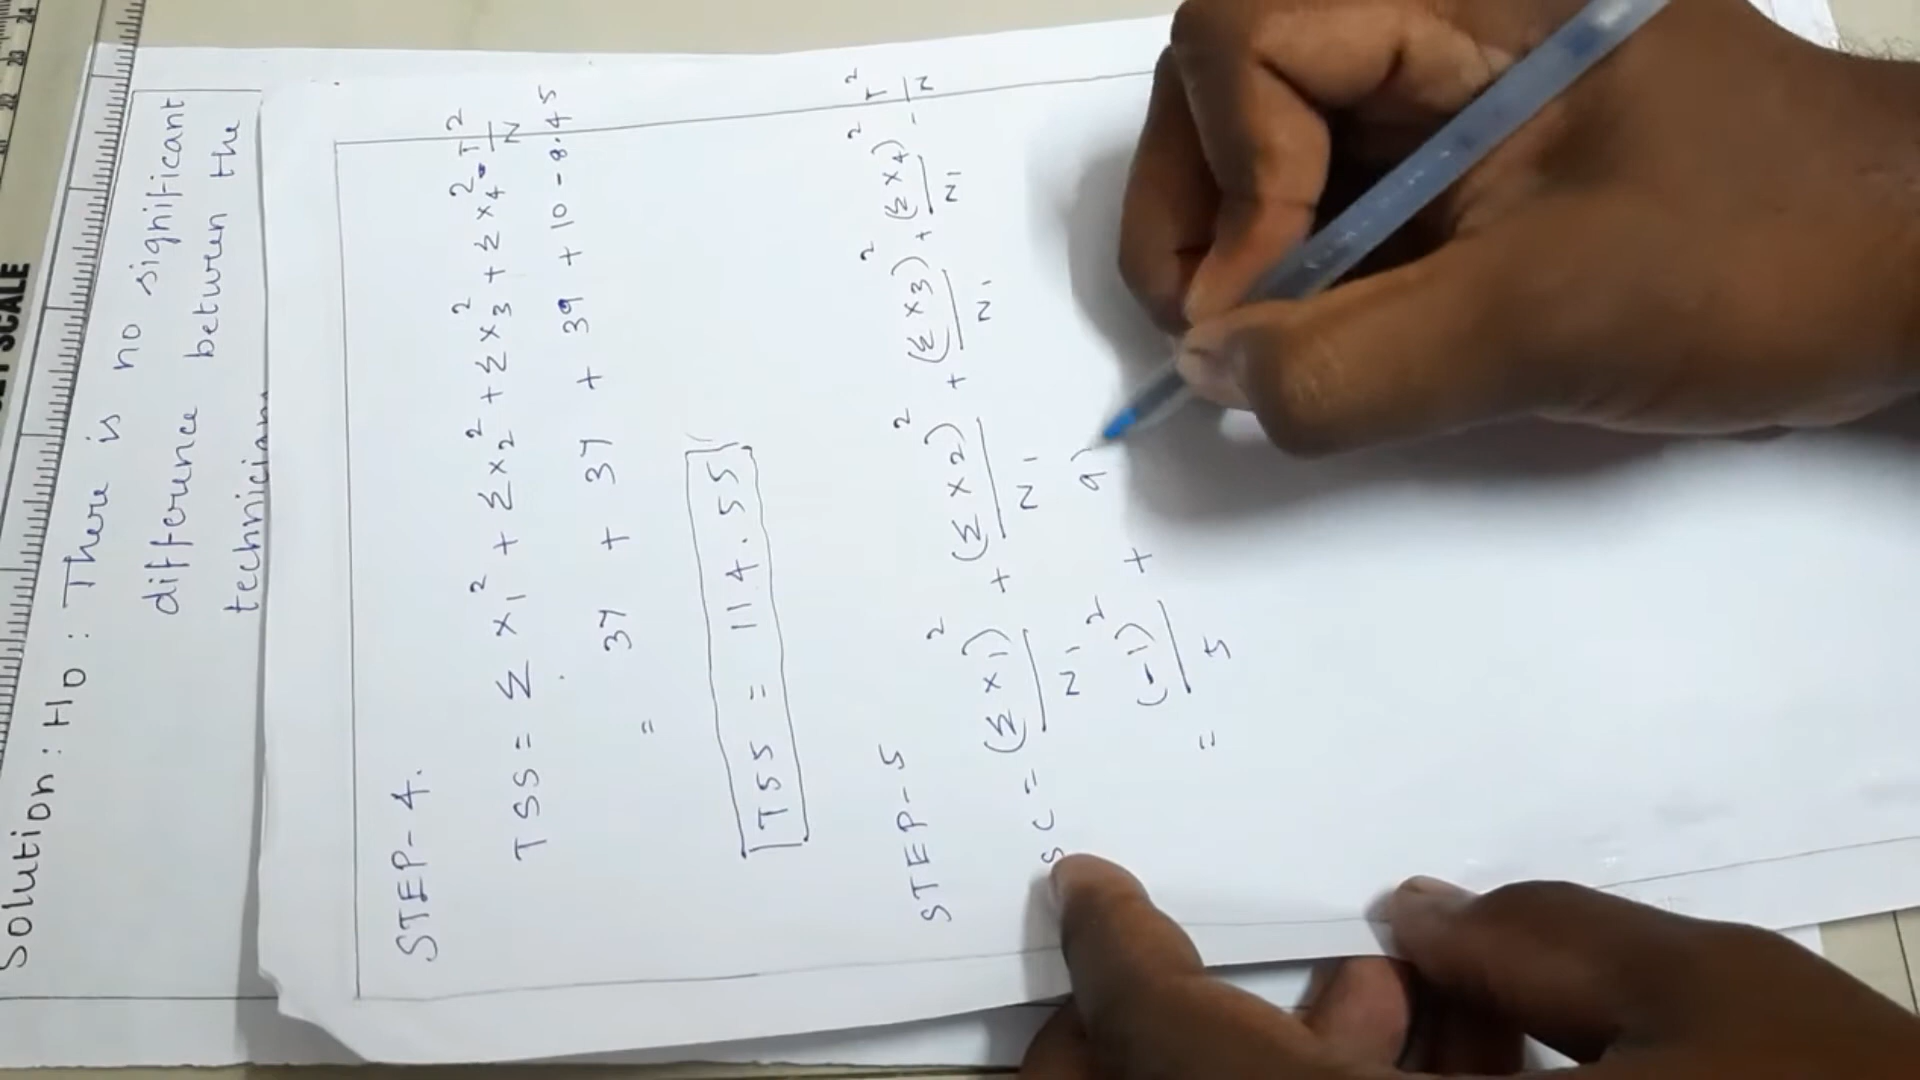 SCALE
Solution: H0: There is no significant
difference between the
technicians
STEP-4.
TSS = Σ x₁² + Σ x₂² + Σ x₃² + Σ x₄² - T²/N
= 37 + 37 + 39 + 10 - 8.45
TSS = 114.55
STEP-5
SC = (Σ x₁)²/N₁ + (Σ x₂)²/N₁ + (Σ x₃)²/N₁ + (Σ x₄)²/N₁ - T²/N
= (-1)²/5 + 9)